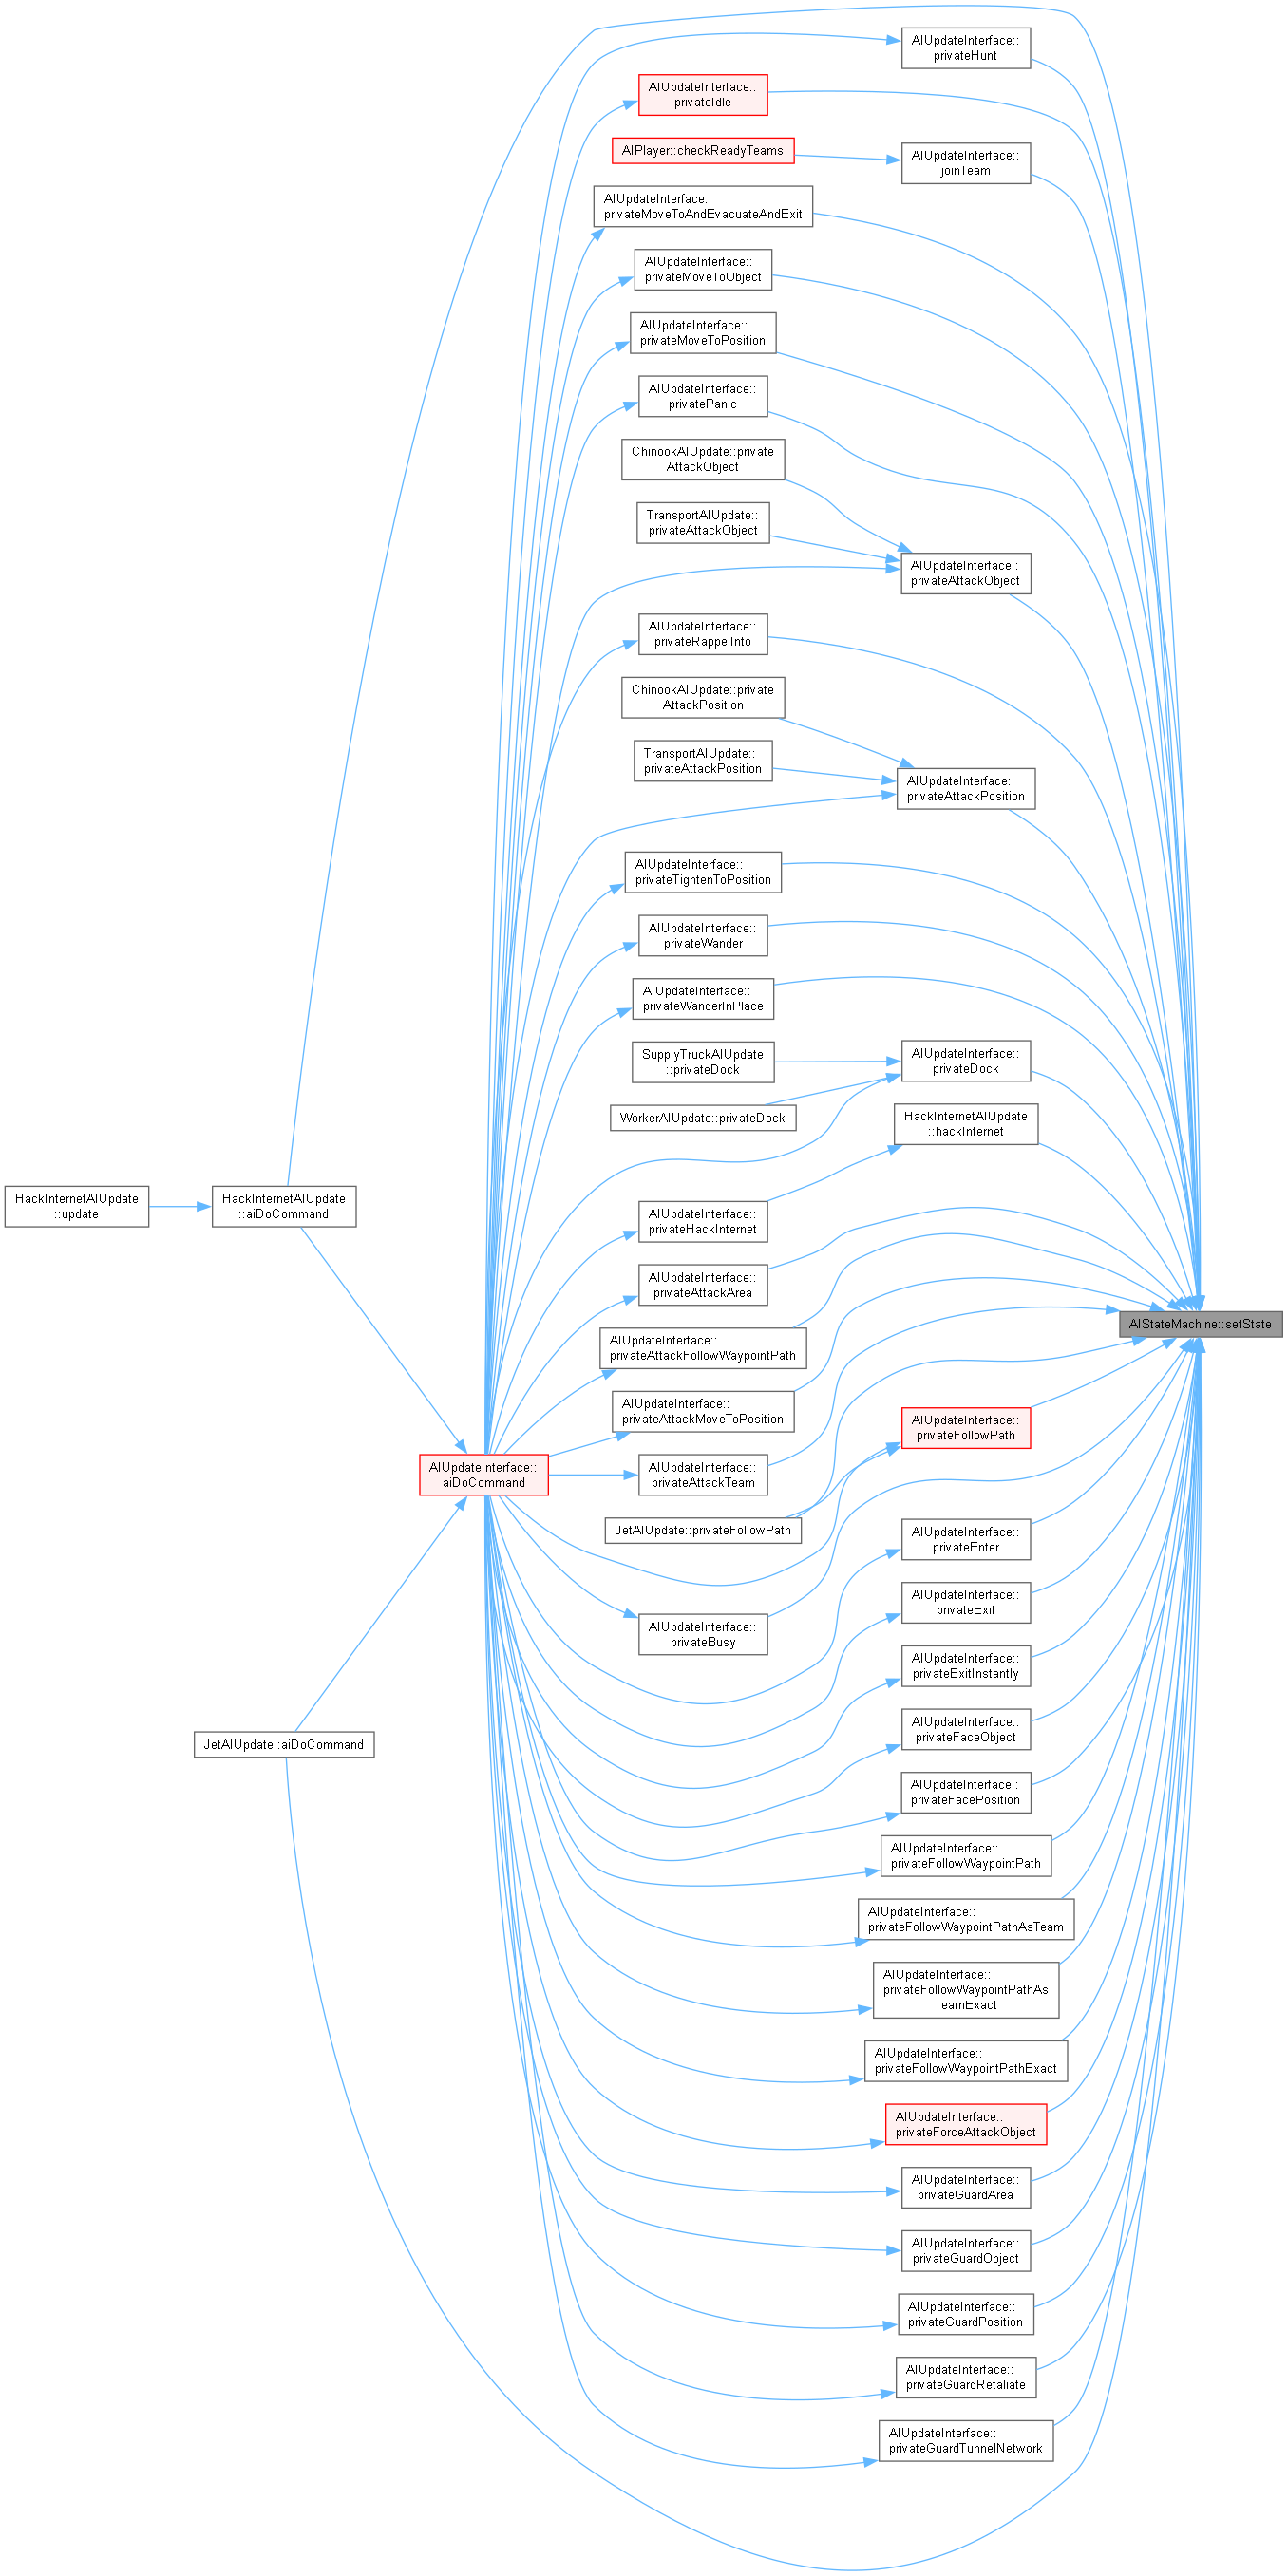 AIUpdateInterface::
privateHunt
AIUpdateInterface::
privateIdle
AIPlayer::checkReadyTeams
AIUpdateInterface::
joinTeam
AIUpdateInterface::
privateMoveToAndEvacuateAndExit
AIUpdateInterface::
privateMoveToObject
AIUpdateInterface::
privateMoveToPosition
AIUpdateInterface::
privatePanic
ChinookAIUpdate::private
AttackObject
TransportAIUpdate::
privateAttackObject
AIUpdateInterface::
privateAttackObject
AIUpdateInterface::
privateRappelInto
ChinookAIUpdate::private
AttackPosition
TransportAIUpdate::
privateAttackPosition
AIUpdateInterface::
privateAttackPosition
AIUpdateInterface::
privateTightenToPosition
AIUpdateInterface::
privateWander
AIUpdateInterface::
privateWanderInPlace
SupplyTruckAIUpdate
::privateDock
AIUpdateInterface::
privateDock
WorkerAIUpdate::privateDock
HackInternetAIUpdate
::hackInternet
HackInternetAIUpdate
::update
HackInternetAIUpdate
::aiDoCommand
AIUpdateInterface::
privateHackInternet
AIUpdateInterface::
privateAttackArea
AIStateMachine::setState
AIUpdateInterface::
privateAttackFollowWaypointPath
AIUpdateInterface::
privateAttackMoveToPosition
AIUpdateInterface::
privateFollowPath
AIUpdateInterface::
aiDoCommand
AIUpdateInterface::
privateAttackTeam
JetAIUpdate::privateFollowPath
AIUpdateInterface::
privateEnter
AIUpdateInterface::
privateExit
AIUpdateInterface::
privateBusy
AIUpdateInterface::
privateExitInstantly
AIUpdateInterface::
privateFaceObject
JetAIUpdate::aiDoCommand
AIUpdateInterface::
privateFacePosition
AIUpdateInterface::
privateFollowWaypointPath
AIUpdateInterface::
privateFollowWaypointPathAsTeam
AIUpdateInterface::
privateFollowWaypointPathAs
TeamExact
AIUpdateInterface::
privateFollowWaypointPathExact
AIUpdateInterface::
privateForceAttackObject
AIUpdateInterface::
privateGuardArea
AIUpdateInterface::
privateGuardObject
AIUpdateInterface::
privateGuardPosition
AIUpdateInterface::
privateGuardRetaliate
AIUpdateInterface::
privateGuardTunnelNetwork